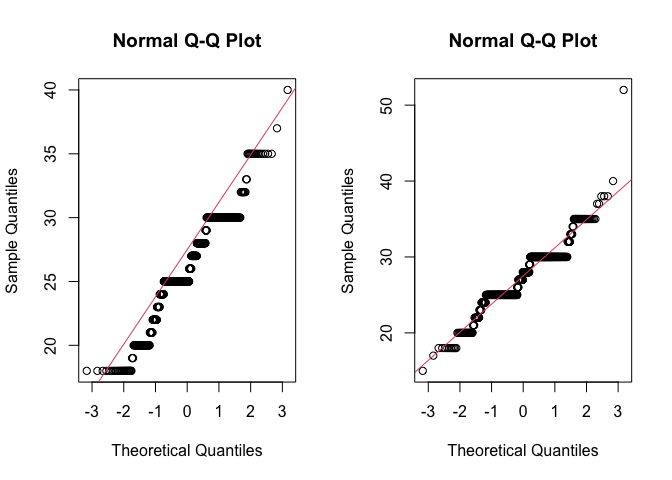 Normal Q-Q Plot
Sample Quantiles
40
35
30
25
20
-3 -2 -1 0 1 2 3
Theoretical Quantiles
Normal Q-Q Plot
Sample Quantiles
50
40
30
20
-3 -2 -1 0 1 2 3
Theoretical Quantiles